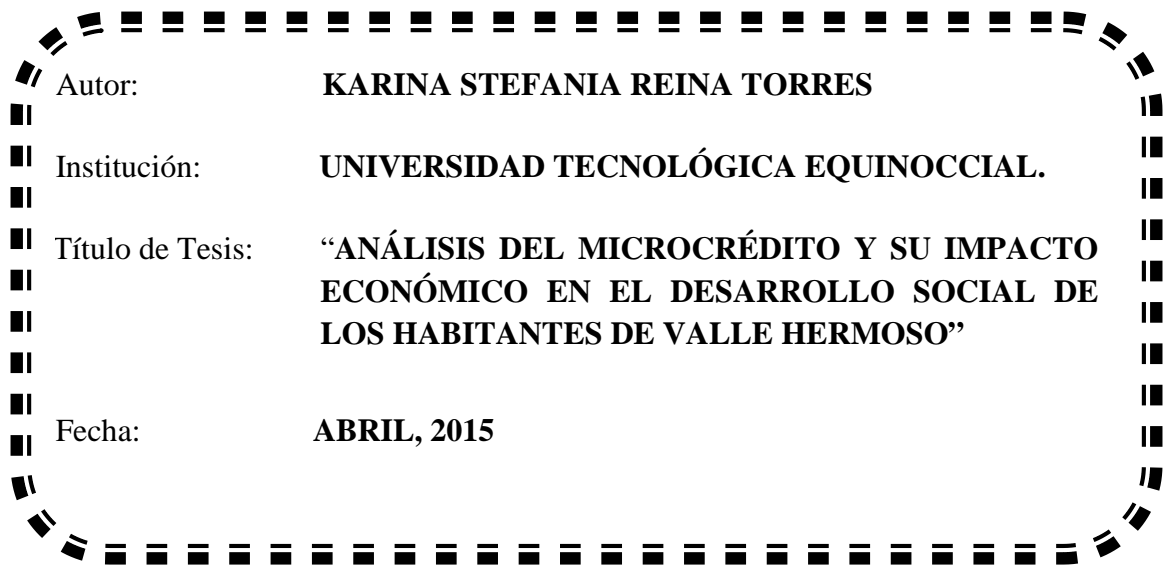 Autor: KARINA STEFANIA REINA TORRES
Institución: UNIVERSIDAD TECNOLÓGICA EQUINOCCIAL.
Título de Tesis: “ANÁLISIS DEL MICROCRÉDITO Y SU IMPACTO
ECONÓMICO EN EL DESARROLLO SOCIAL DE
LOS HABITANTES DE VALLE HERMOSO”
Fecha: ABRIL, 2015